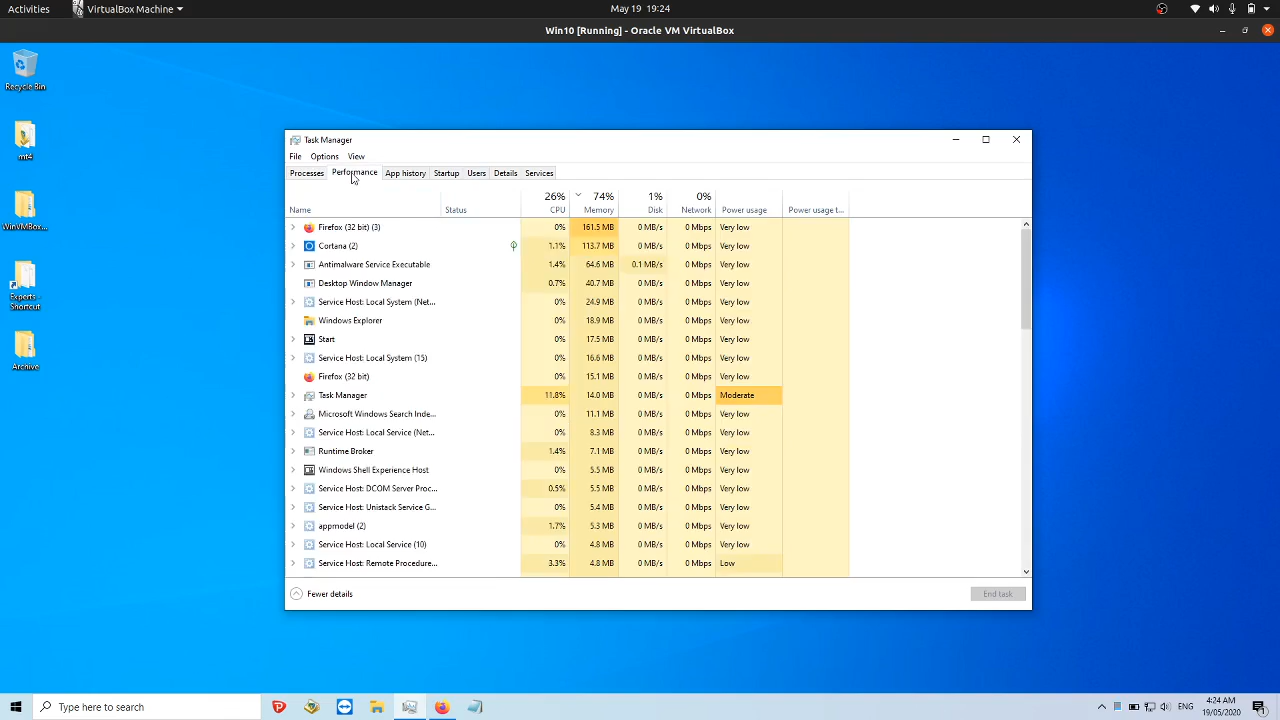 Activities VirtualBox Machine May 19 19:24
Win10 [Running] - Oracle VM VirtualBox
Recycle Bin
mt4
WinVMBox...
Experts - Shortcut
Archive
Task Manager
File Options View
Processes Performance App history Startup Users Details Services
26% 74% 1% 0%
Name Status CPU Memory Disk Network Power usage Power usage t...
Firefox (32 bit) (3) 0% 161.5 MB 0 MB/s 0 Mbps Very low
Cortana (2) 1.1% 113.7 MB 0 MB/s 0 Mbps Very low
Antimalware Service Executable 1.4% 64.6 MB 0.1 MB/s 0 Mbps Very low
Desktop Window Manager 0.7% 40.7 MB 0 MB/s 0 Mbps Very low
Service Host: Local System (Net... 0% 24.9 MB 0 MB/s 0 Mbps Very low
Windows Explorer 0% 18.9 MB 0 MB/s 0 Mbps Very low
Start 0% 17.5 MB 0 MB/s 0 Mbps Very low
Service Host: Local System (15) 0% 16.6 MB 0 MB/s 0 Mbps Very low
Firefox (32 bit) 0% 15.1 MB 0 MB/s 0 Mbps Very low
Task Manager 11.8% 14.0 MB 0 MB/s 0 Mbps Moderate
Microsoft Windows Search Inde... 0% 11.1 MB 0 MB/s 0 Mbps Very low
Service Host: Local Service (Net... 0% 8.3 MB 0 MB/s 0 Mbps Very low
Runtime Broker 1.4% 7.1 MB 0 MB/s 0 Mbps Very low
Windows Shell Experience Host 0% 5.5 MB 0 MB/s 0 Mbps Very low
Service Host: DCOM Server Proc... 0.5% 5.5 MB 0 MB/s 0 Mbps Very low
Service Host: Unistack Service G... 0% 5.4 MB 0 MB/s 0 Mbps Very low
appmodel (2) 1.7% 5.3 MB 0 MB/s 0 Mbps Very low
Service Host: Local Service (10) 0% 4.8 MB 0 MB/s 0 Mbps Very low
Service Host: Remote Procedure... 3.3% 4.8 MB 0 MB/s 0 Mbps Low
Fewer details End task
Type here to search ENG 4:24 AM
19/05/2020